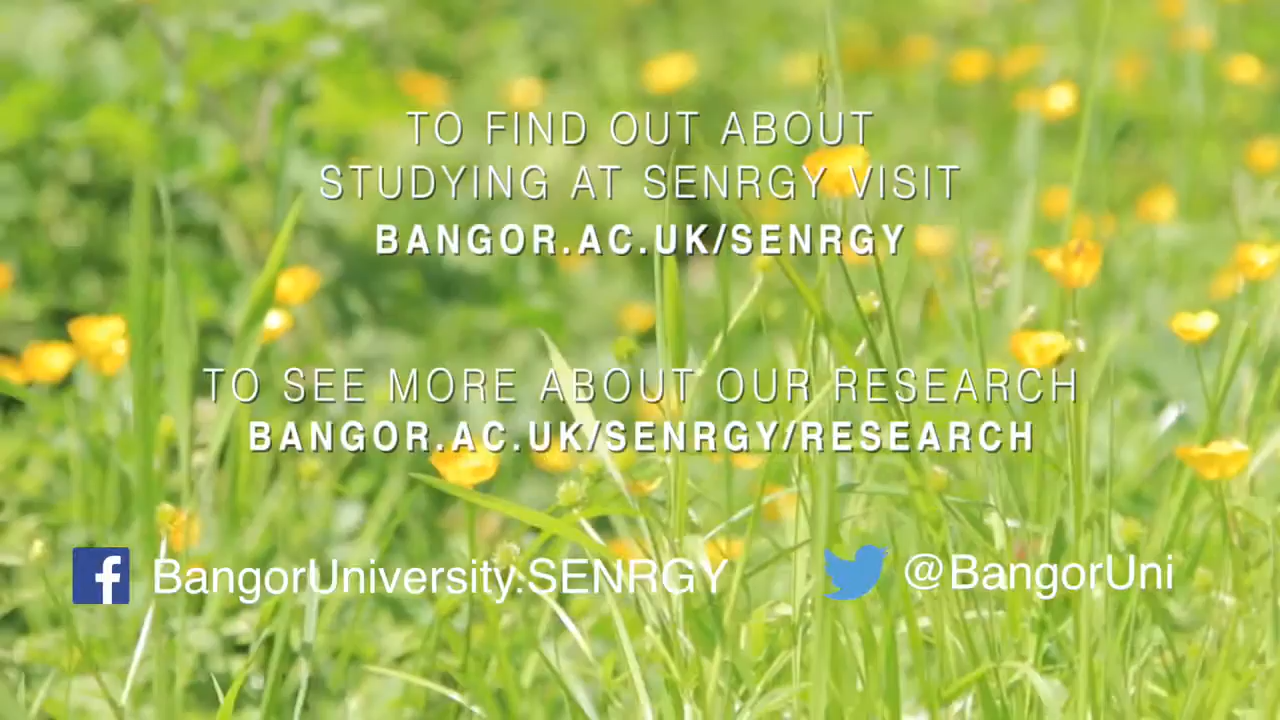 TO FIND OUT ABOUT
STUDYING AT SENRGY VISIT
BANGOR.AC.UK/SENRGY
TO SEE MORE ABOUT OUR RESEARCH
BANGOR.AC.UK/SENRGY/RESEARCH
BangorUniversity.SENRGY
@BangorUni